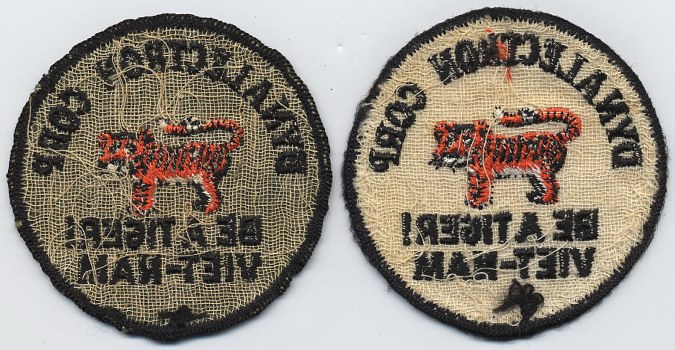 DYNALECTRON CORP
BE A TIGER!
VIET-NAM
DYNALECTRON CORP
BE A TIGER!
VIET-NAM